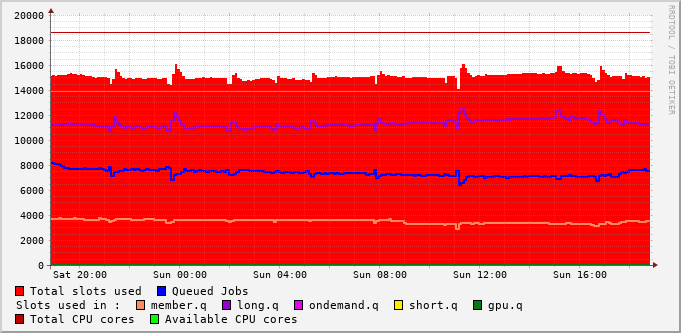 20000
18000
16000
14000
12000
10000
8000
6000
4000
2000
0
Sat 20:00 Sun 00:00 Sun 04:00 Sun 08:00 Sun 12:00 Sun 16:00
Total slots used Queued Jobs
Slots used in : member.q long.q ondemand.q short.q gpu.q
Total CPU cores Available CPU cores
RRDTOOL / TOBI OETIKER